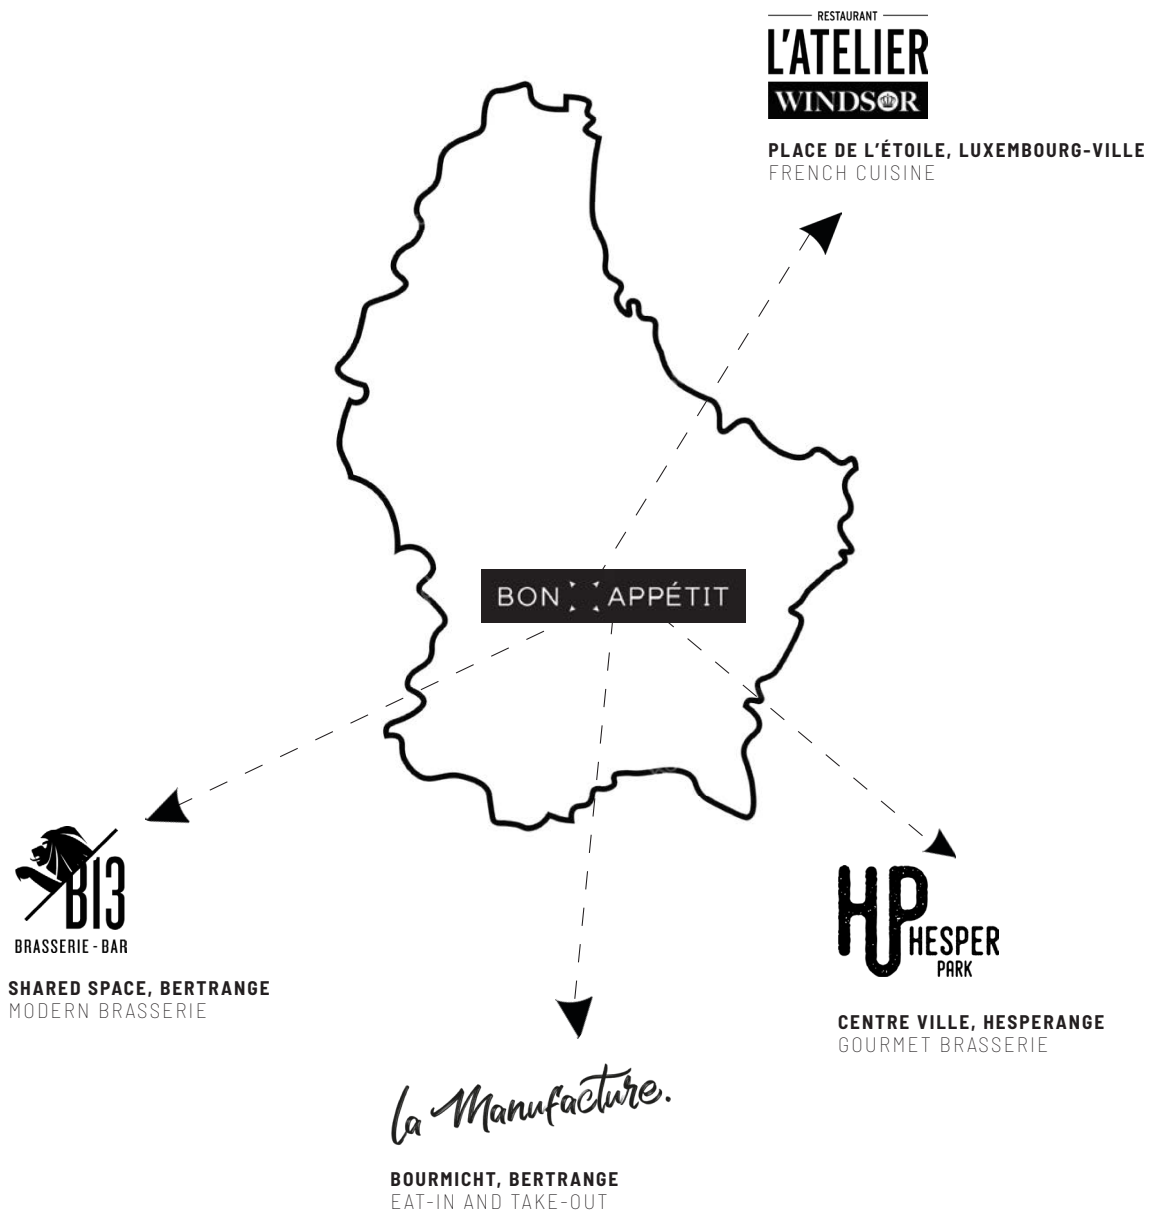 RESTAURANT
L'ATELIER
WINDSOR
PLACE DE L'ÉTOILE, LUXEMBOURG-VILLE
FRENCH CUISINE
BON APPÉTIT
B13
BRASSERIE - BAR
SHARED SPACE, BERTRANGE
MODERN BRASSERIE
HP HESPER
PARK
CENTRE VILLE, HESPERANGE
GOURMET BRASSERIE
la Manufacture.
BOURMICHT, BERTRANGE
EAT-IN AND TAKE-OUT